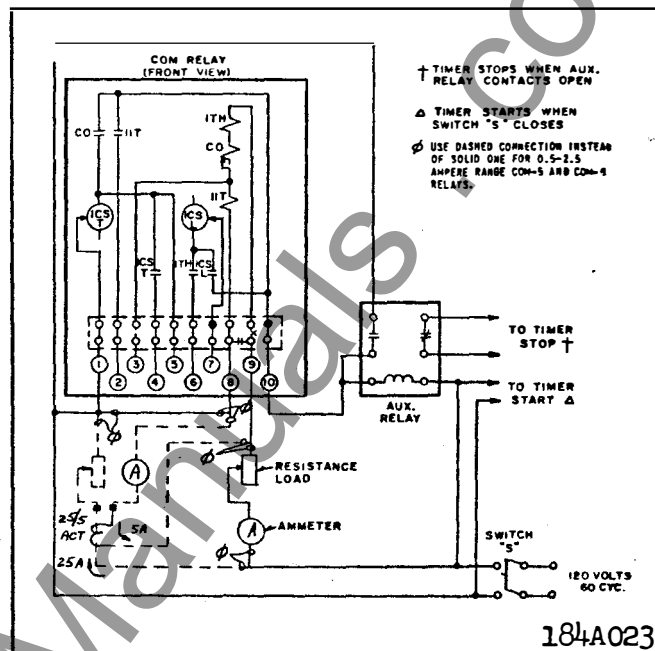 COM RELAY
(FRONT VIEW)
† TIMER STOPS WHEN AUX.
RELAY CONTACTS OPEN
Δ TIMER STARTS WHEN
SWITCH "S" CLOSES
ϕ USE DASHED CONNECTION INSTEAD
OF SOLID ONE FOR 0.5-2.5
AMPERE RANGE COM-5 AND COM-9
RELAYS.
CO
IIT
ITH
CO
IIT
ICS
T
ICS
L
ICS
T
ITH
ICS
L
1
2
3
4
5
6
7
8
9
10
TO TIMER
STOP †
TO TIMER
START Δ
AUX.
RELAY
ϕ
ϕ
ϕ
A
RESISTANCE
LOAD
25/5
ACT
5A
A
AMMETER
ϕ
25A
SWITCH
"S"
120 VOLTS
60 CYC.
184A023
Manuals.co